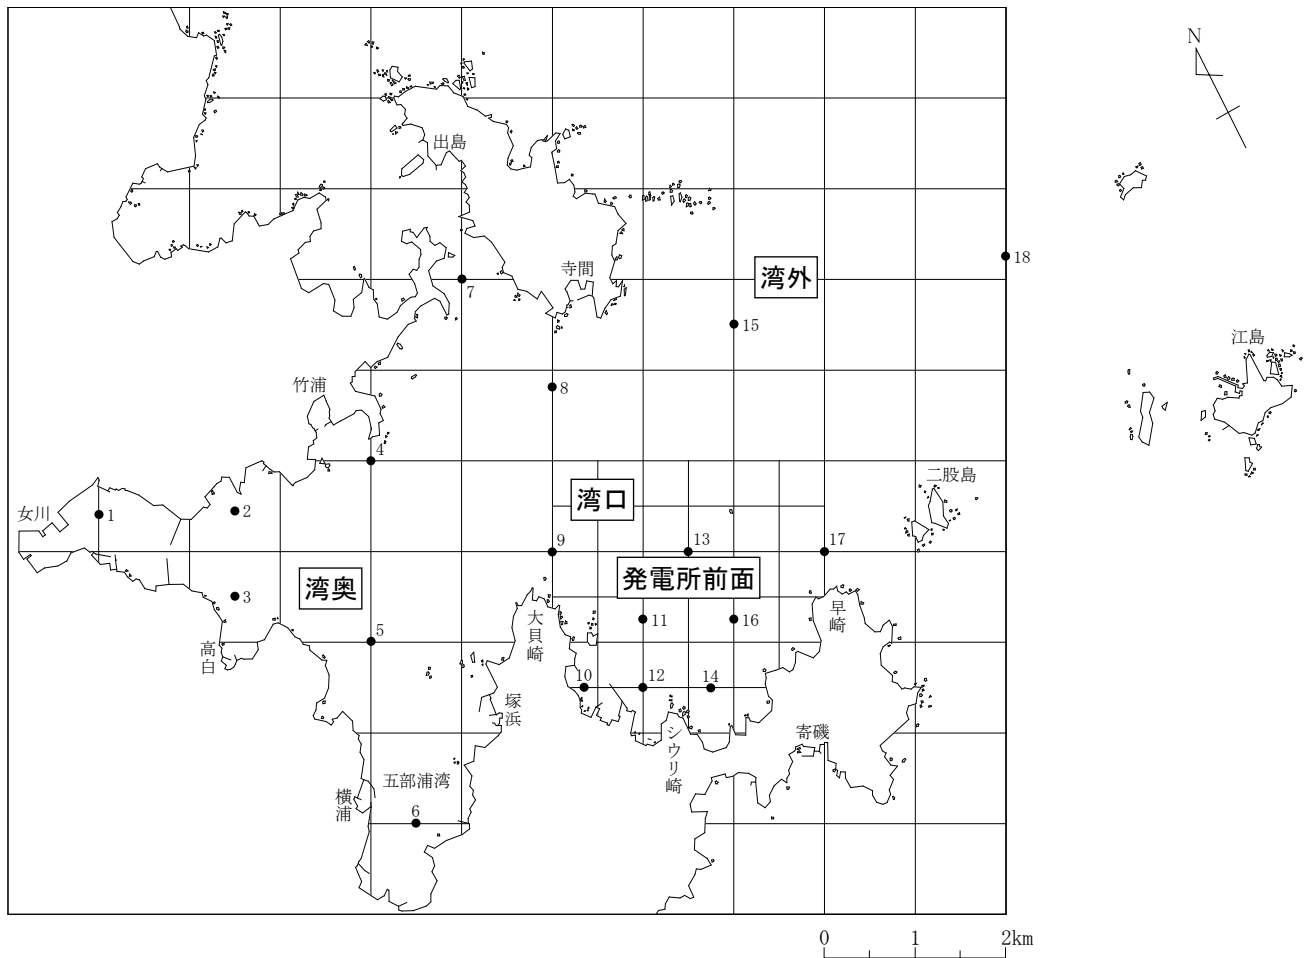 N
出島
寺間
湾外
18
7
15
江島
竹浦
8
4
二股島
湾口
女川
1
2
9
13
17
発電所前面
湾奥
3
大貝崎
11
16
早崎
高白
5
10
12
14
塚浜
シウリ崎
寄磯
五部浦湾
横浦
6
0
1
2km